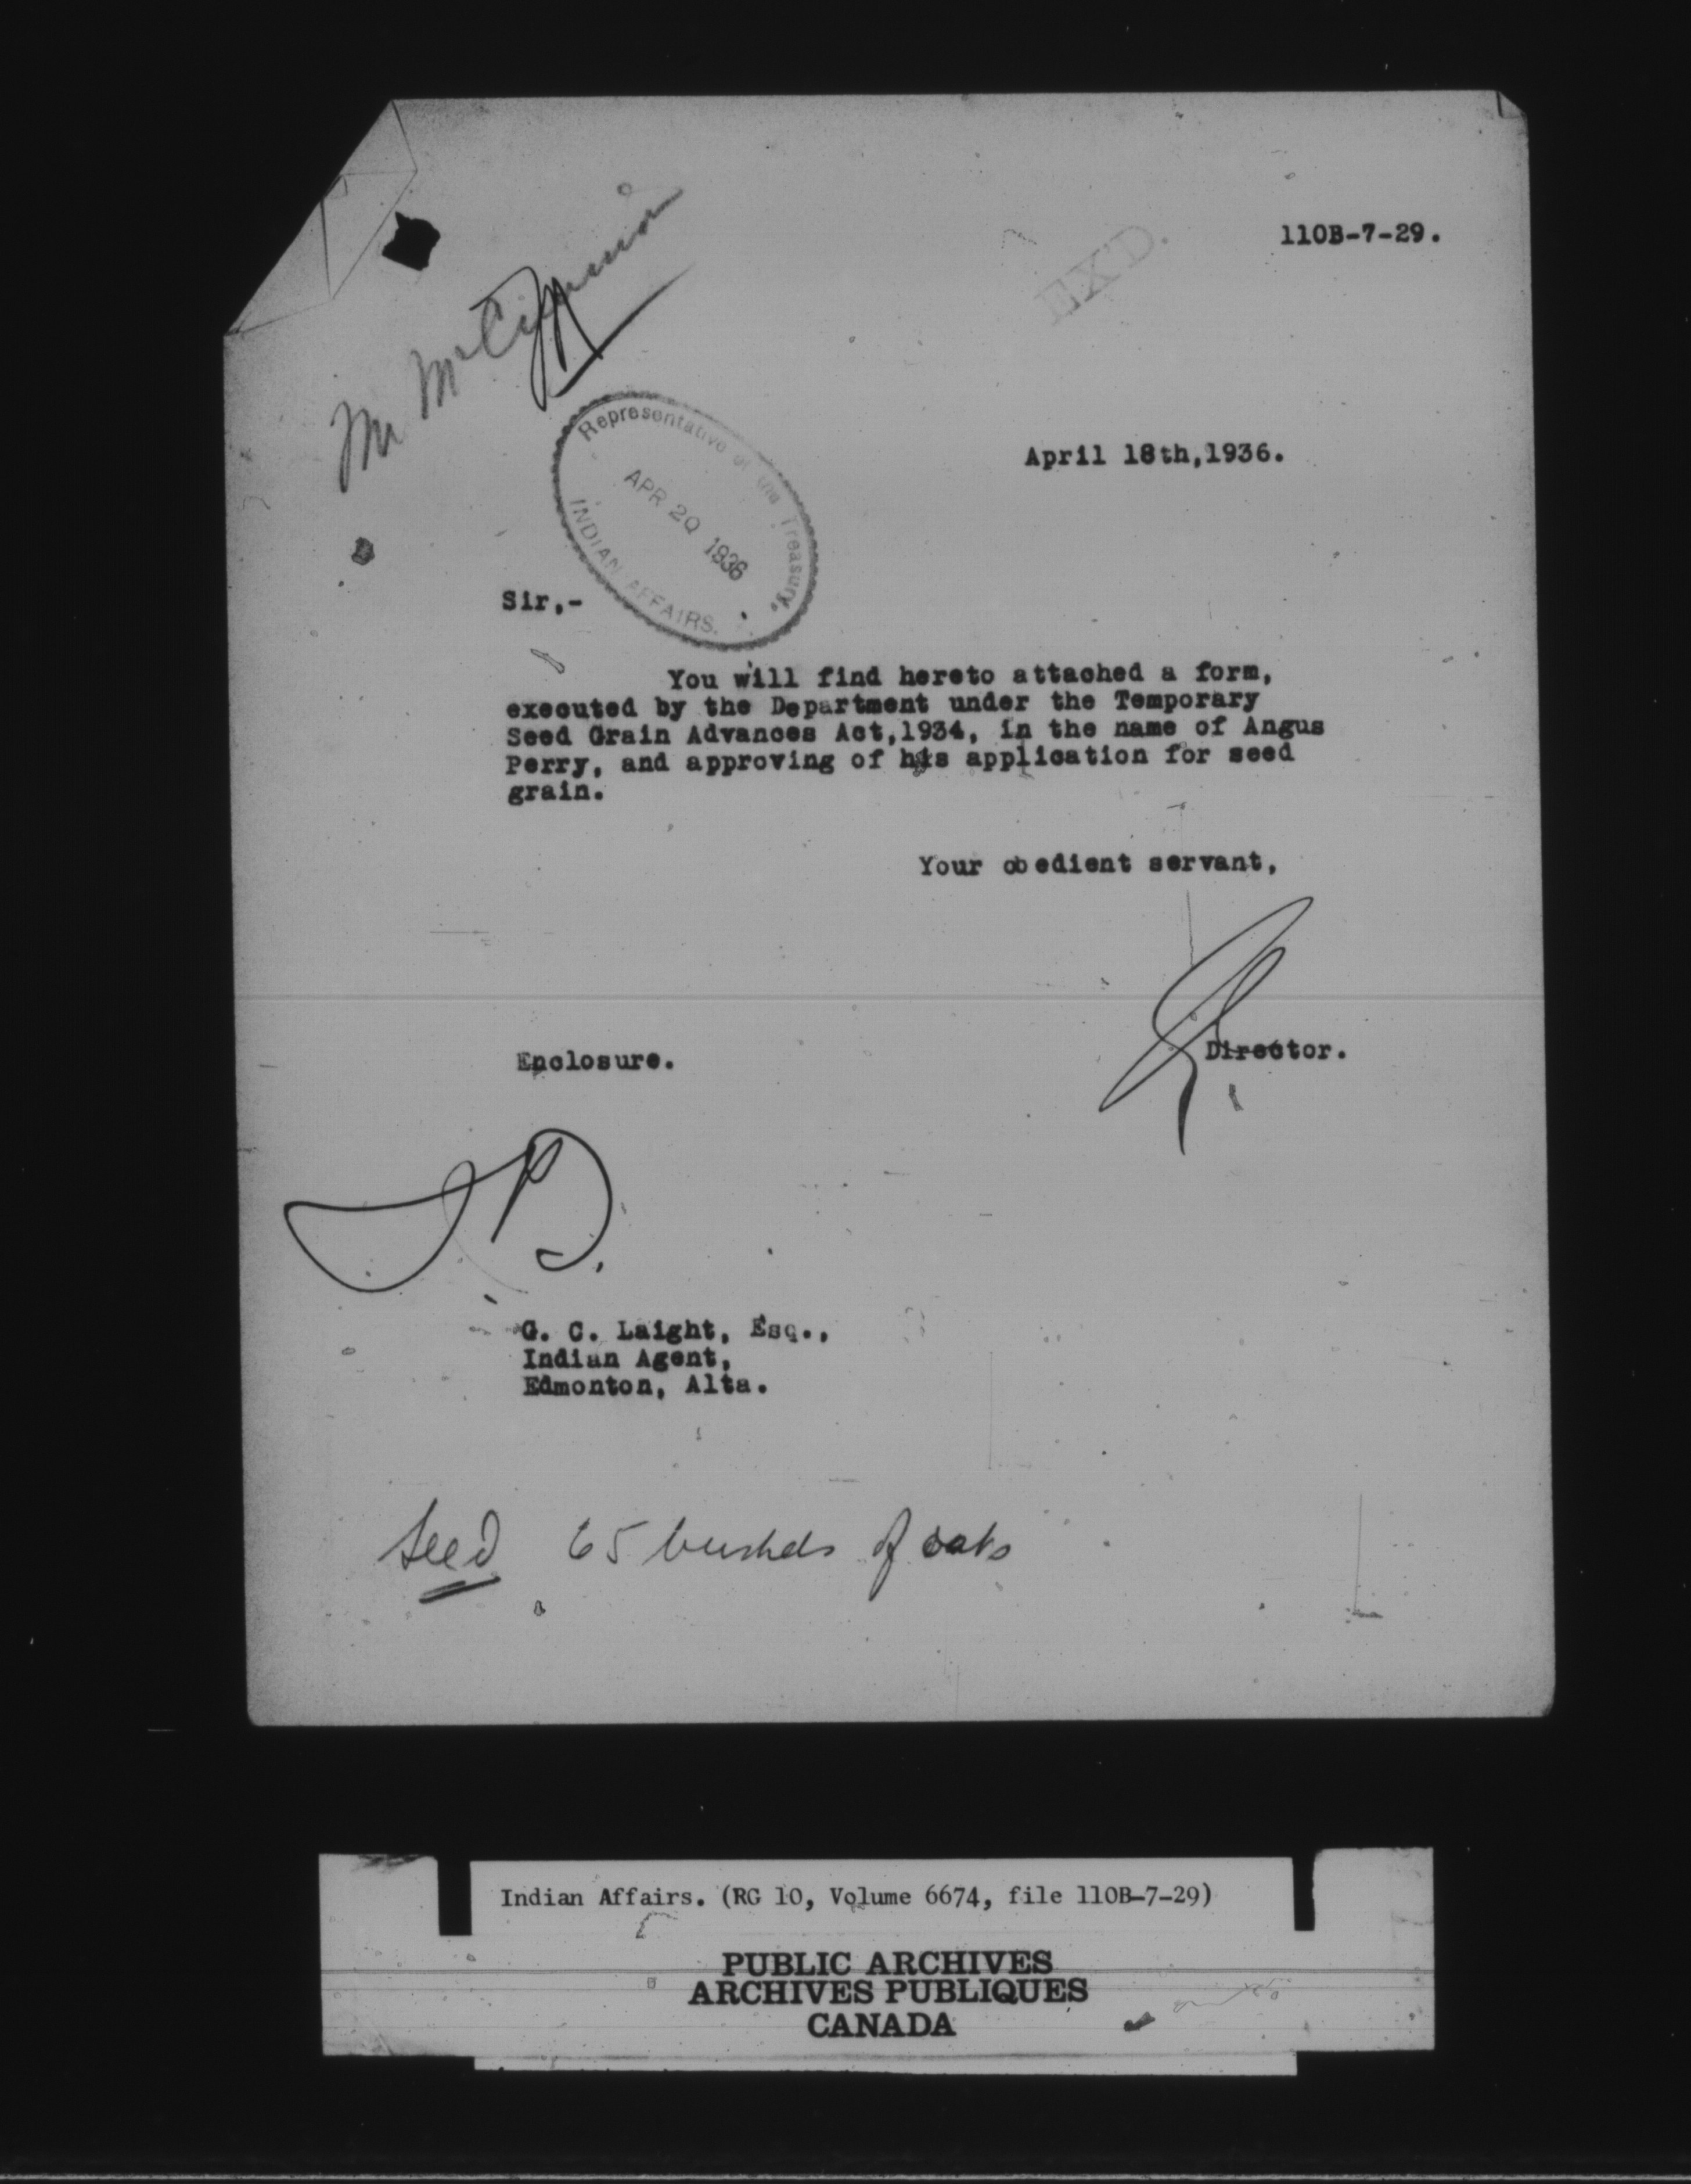 110B-7-29.
EX'D.
Mr
April 18th,1936.
Representative of the Treasury.
APR 20 1936
INDIAN AFFAIRS.
Sir,-
You will find hereto attached a form,
executed by the Department under the Temporary
Seed Grain Advances Act,1934, in the name of Angus
Perry, and approving of his application for seed
grain.
Your obedient servant,
Director.
Enclosure.
G. C. Laight, Esq.,
Indian Agent,
Edmonton, Alta.
Seed 65 bushels of oats
Indian Affairs. (RG 10, Volume 6674, file 110B-7-29)
PUBLIC ARCHIVES
ARCHIVES PUBLIQUES
CANADA